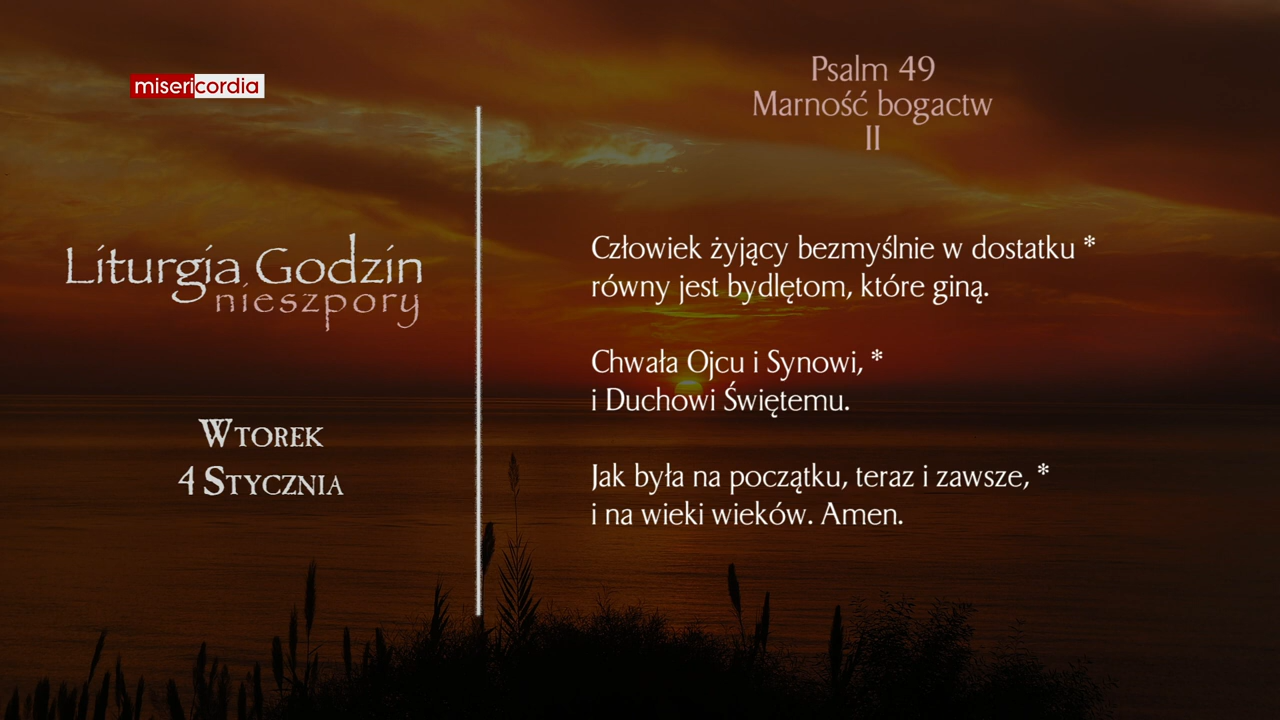 misericordia
Liturgia Godzin
nieszpory
Wtorek
4 Stycznia
Psalm 49
Marność bogactw
II
Człowiek żyjący bezmyślnie w dostatku *
równy jest bydlętom, które giną.
Chwała Ojcu i Synowi, *
i Duchowi Świętemu.
Jak była na początku, teraz i zawsze, *
i na wieki wieków. Amen.